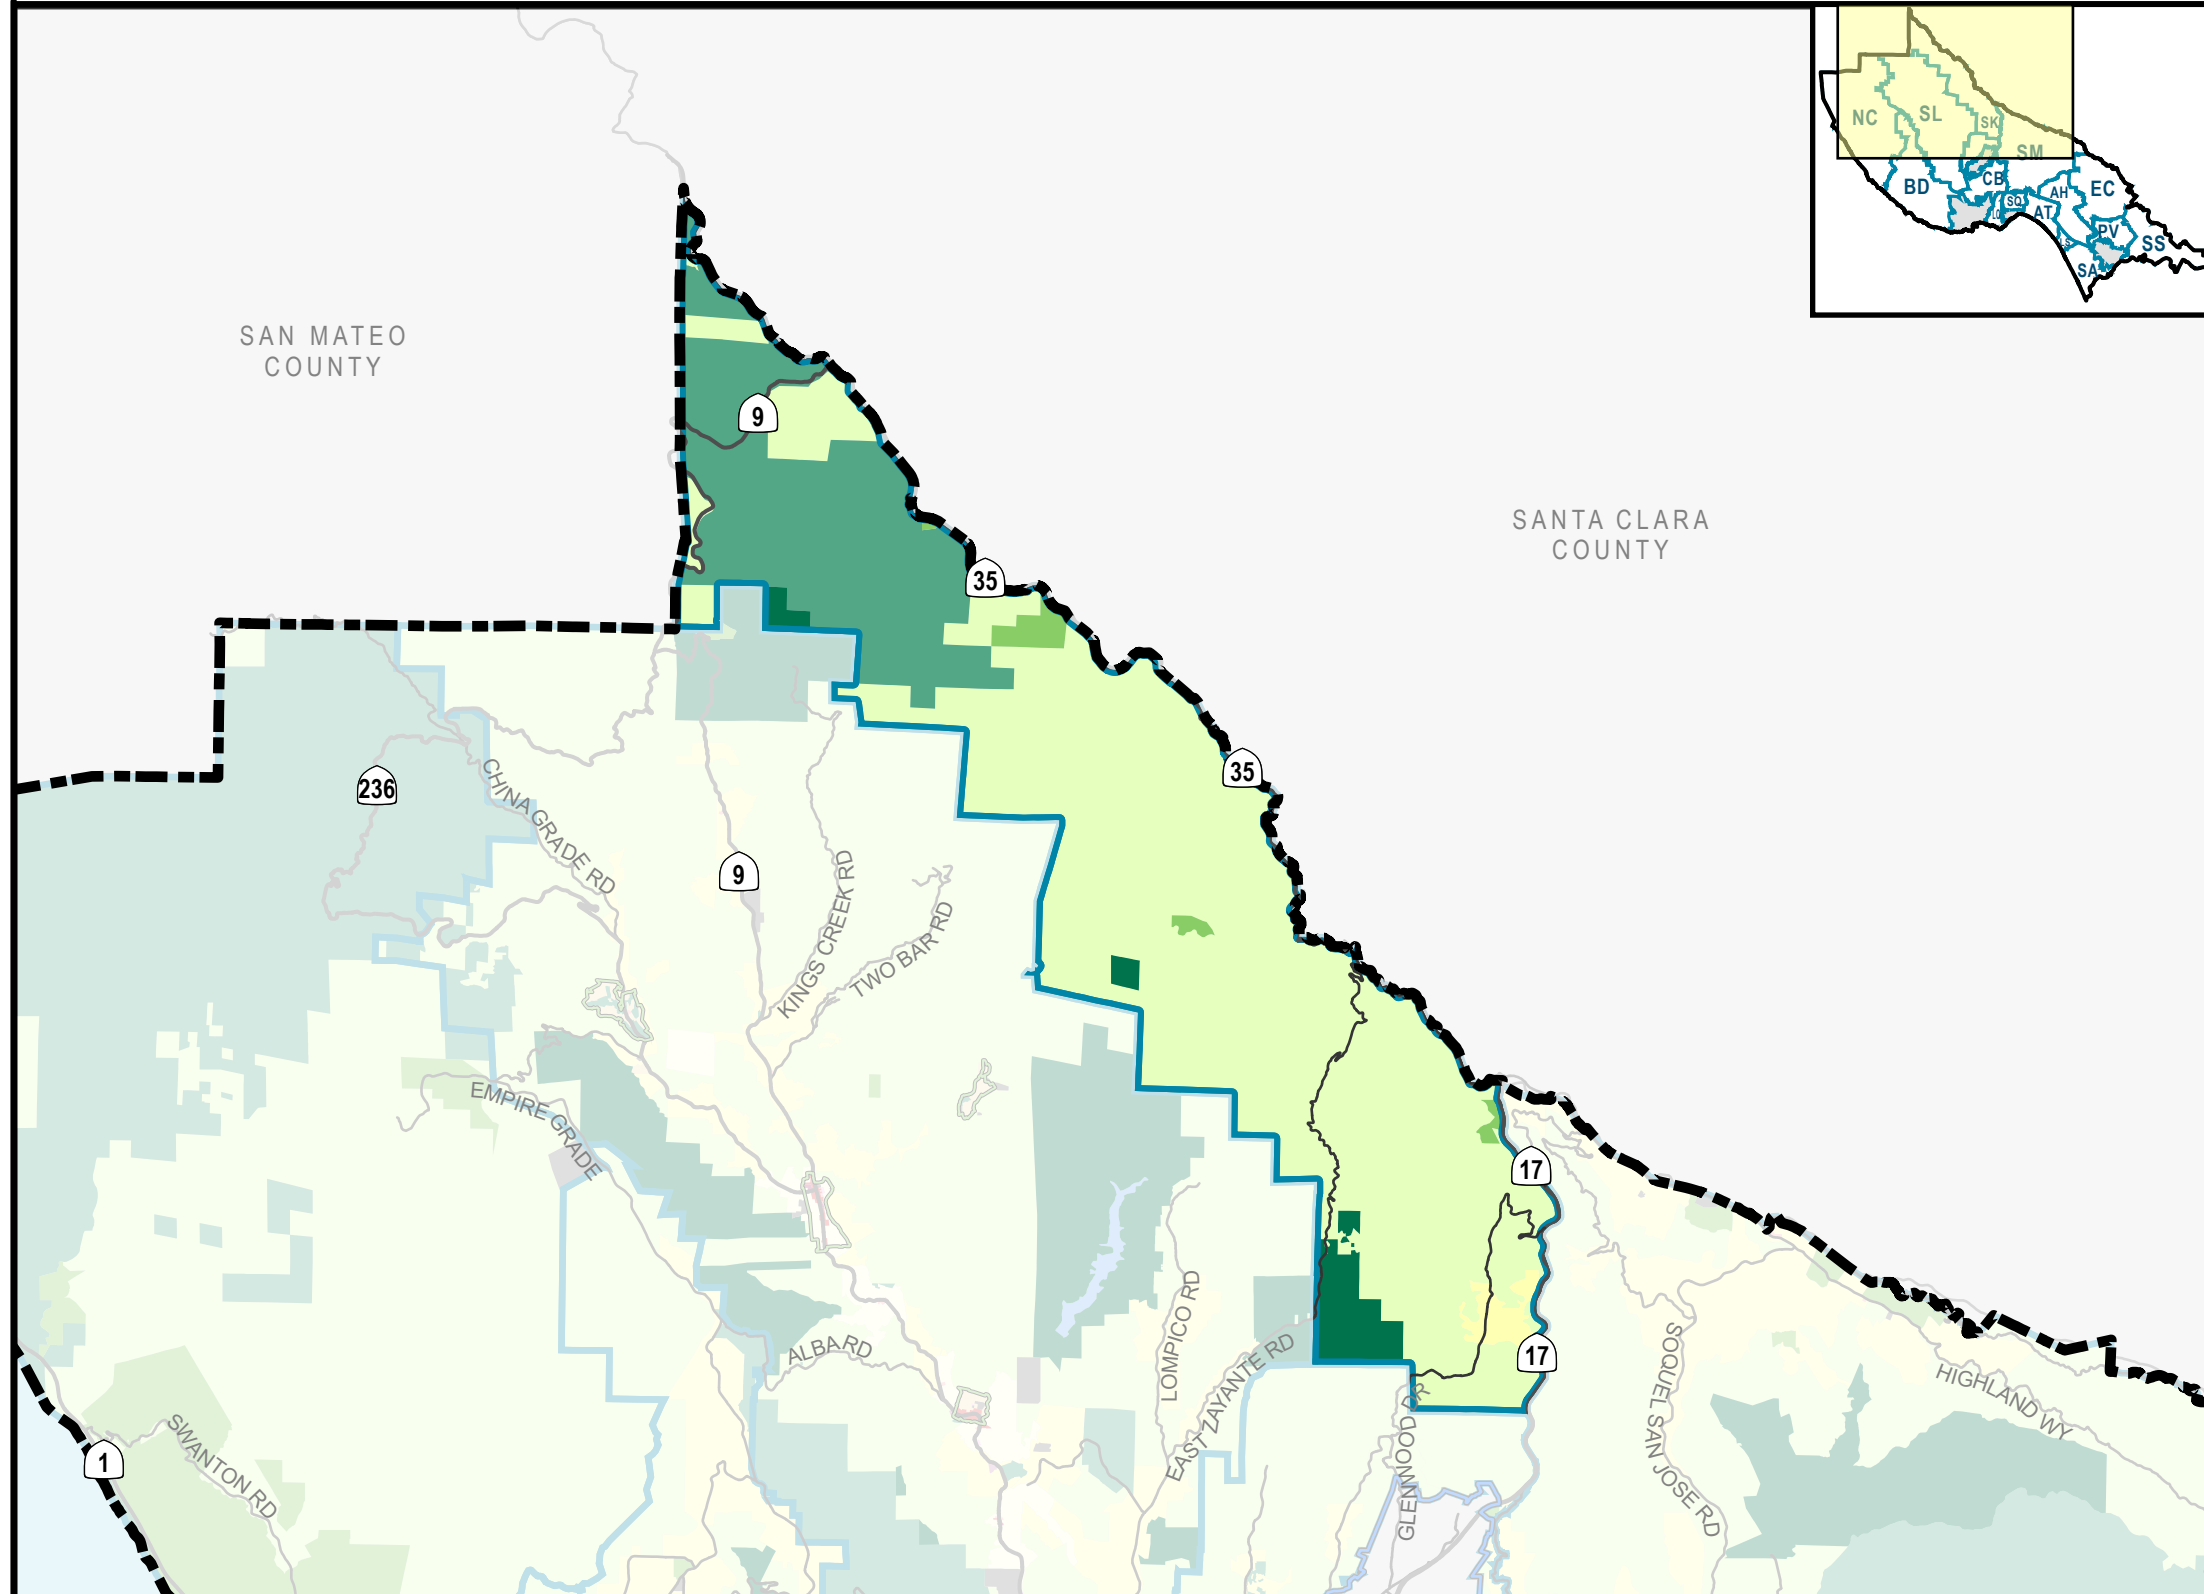 NC
SL
SK
SM
BD
CB
SQ
LO
AH
AT
EC
LS
PV
SS
SA
SAN MATEO
COUNTY
9
SANTA CLARA
COUNTY
35
35
236
CHINA GRADE RD
9
KINGS CREEK RD
TWO BAR RD
EMPIRE GRADE
17
17
LOMPICO RD
ALBA RD
EAST ZAYANTE RD
GLENWOOD DR
SOQUEL SAN JOSE RD
HIGHLAND WY
SWANTON RD
1